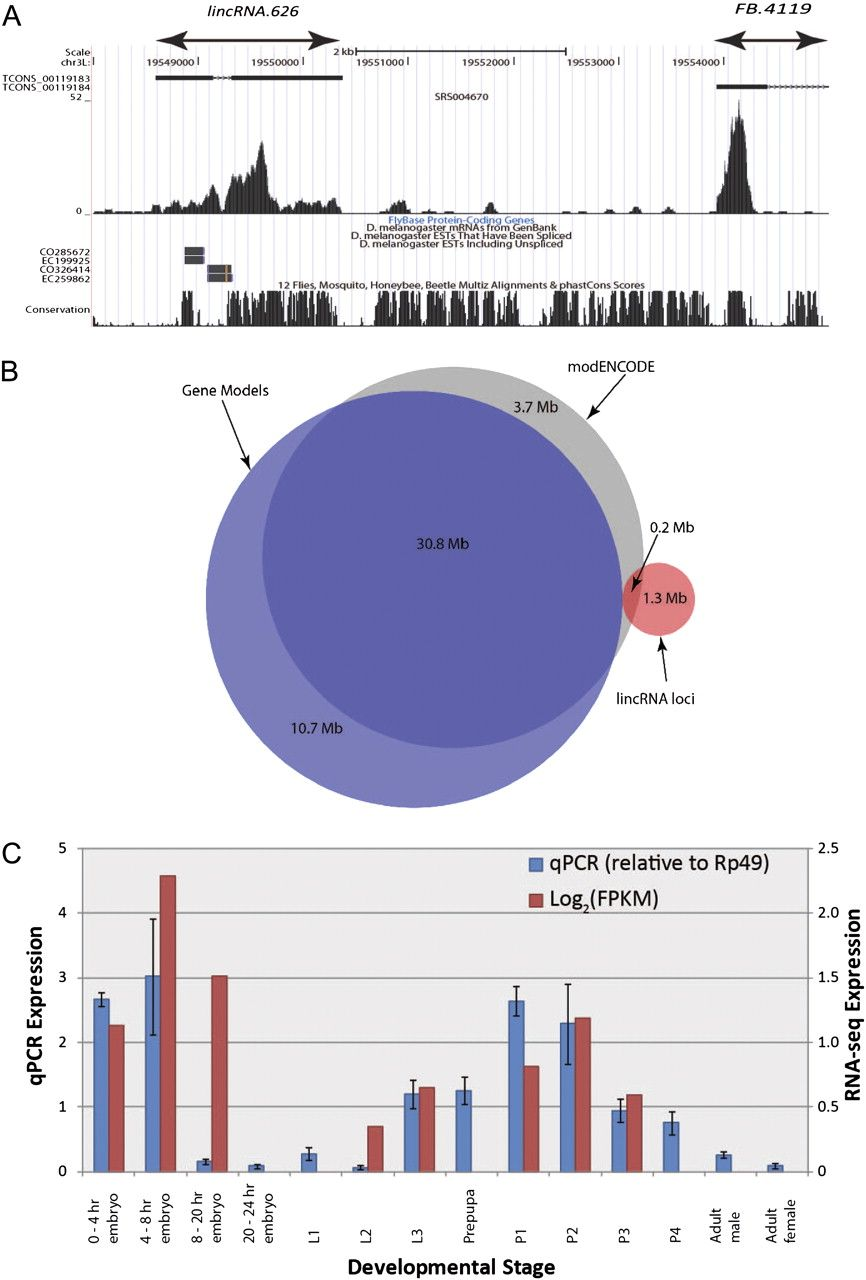 A
lincRNA.626
FB.4119
Scale
2 kb
chr3L:
19549000
19550000
19551000
19552000
19553000
19554000
TCONS_00119183
TCONS_00119184
52
SRS004670
0
FlyBase Protein-Coding Genes
D. melanogaster mRNAs from GenBank
D. melanogaster ESTs That Have Been Spliced
D. melanogaster ESTs Including Unspliced
CO285672
EC199925
CO326414
EC259862
12 Flies, Mosquito, Honeybee, Beetle Multiz Alignments & phastCons Scores
Conservation
B
modENCODE
Gene Models
3.7 Mb
0.2 Mb
30.8 Mb
1.3 Mb
lincRNA loci
10.7 Mb
C
qPCR (relative to Rp49)
Log2(FPKM)
qPCR Expression
5
4
3
2
1
0
RNA-seq Expression
2.5
2.0
1.5
1.0
0.5
0
0 - 4 hr
embryo
4 - 8 hr
embryo
8 - 20 hr
embryo
20 - 24 hr
embryo
L1
L2
L3
Prepupa
P1
P2
P3
P4
Adult
male
Adult
female
Developmental Stage